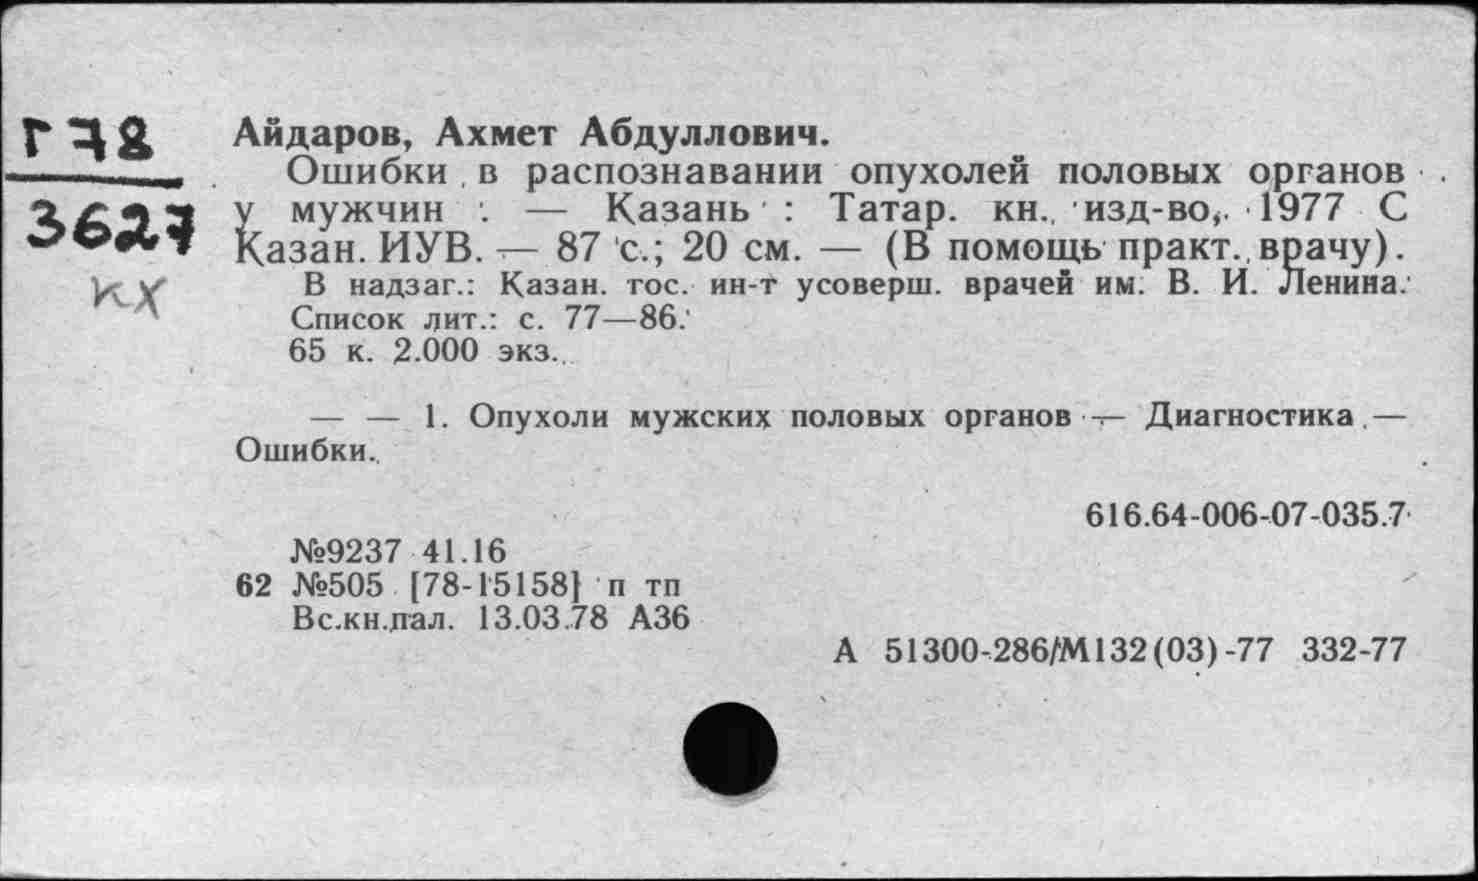 Г 78
3627
кх
Айдаров, Ахмет Абдуллович.
Ошибки в распознавании опухолей половых органов
у мужчин : — Казань : Татар. кн. изд-во, 1977 С
Казан. ИУВ. — 87 с.; 20 см. — (В помощь практ. врачу).
В надзаг.: Казан. тос. ин-т усоверш. врачей им. В. И. Ленина.
Список лит.: с. 77—86.
65 к. 2.000 экз.
— — 1. Опухоли мужских половых органов — Диагностика —
Ошибки.
616.64-006-07-035.7
№9237 41.16
62 №505 [78-15158] п тп
Вс.кн.пал. 13.03.78 А36
А 51300-286/М132(03)-77 332-77